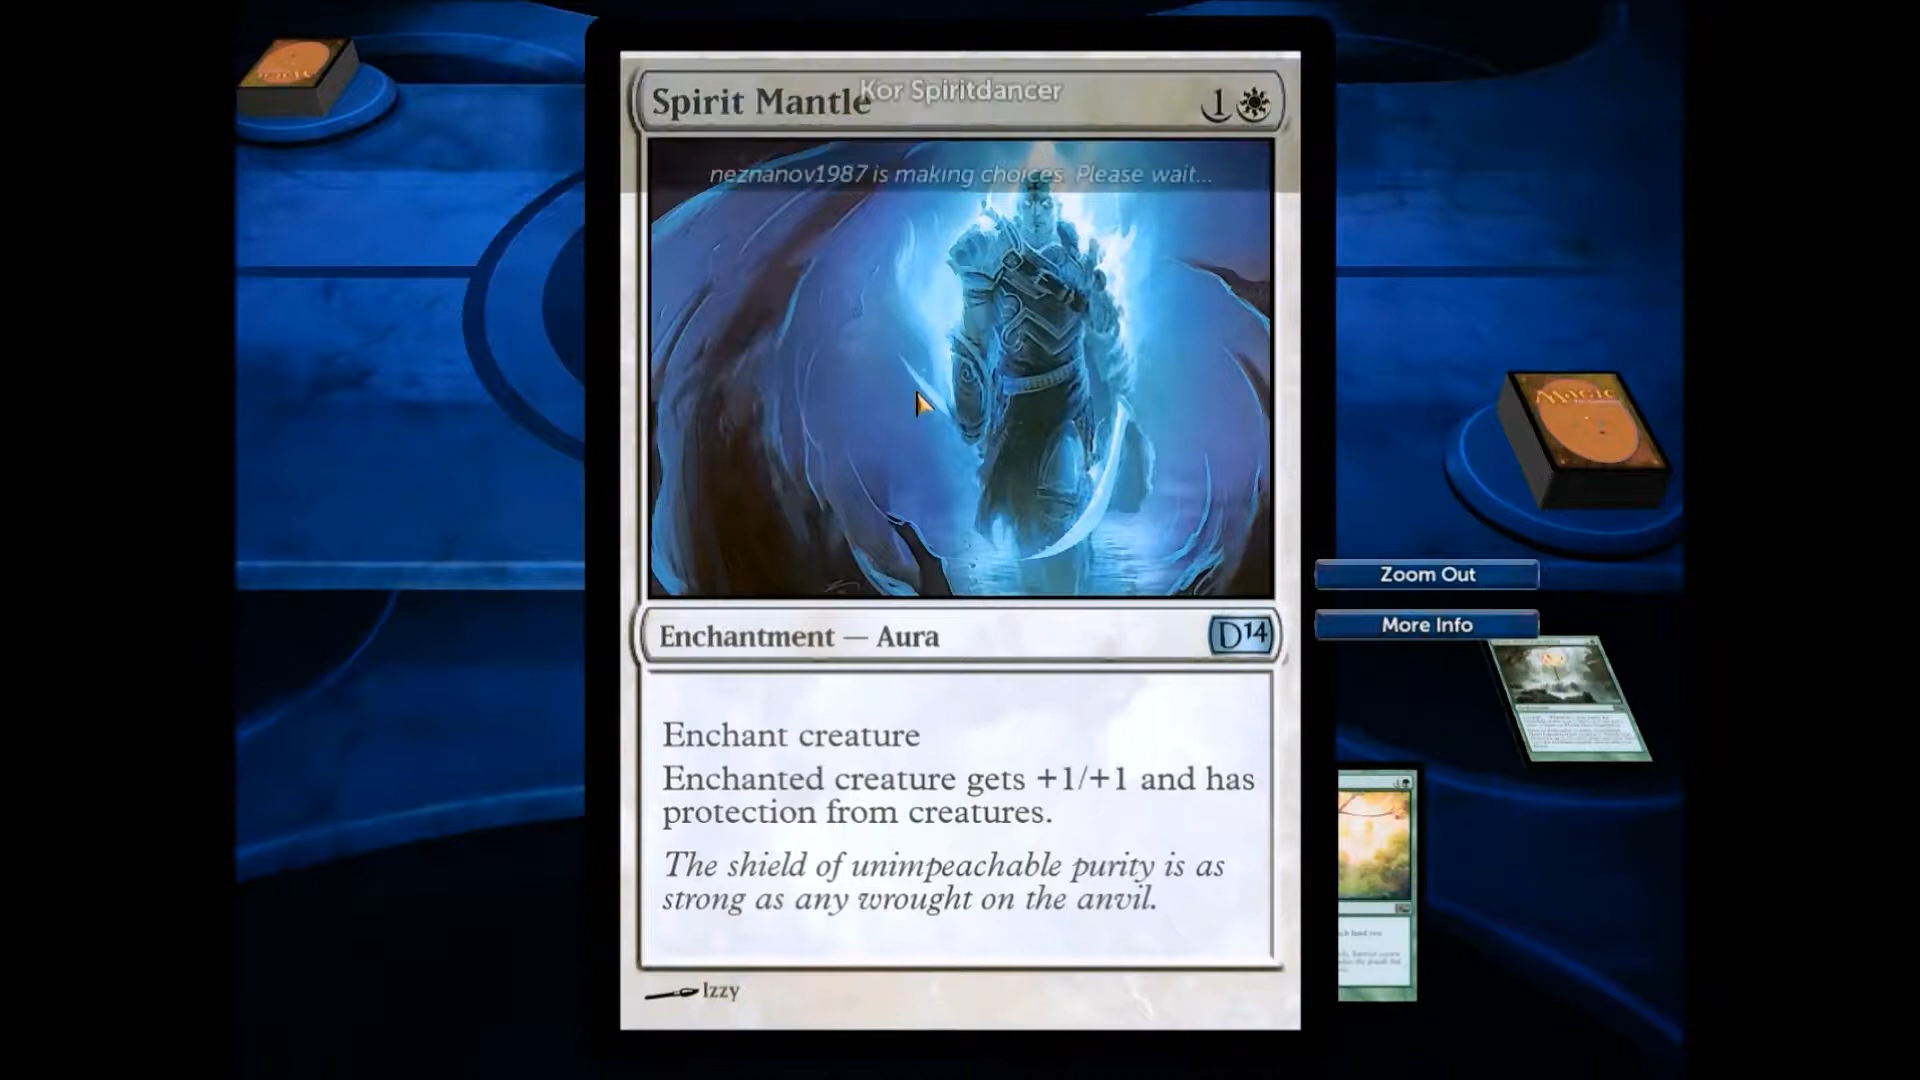 Spirit Mantle
Kor Spiritdancer
1
neznanov1987 is making choices. Please wait...
Enchantment — Aura
D14
Enchant creature
Enchanted creature gets +1/+1 and has
protection from creatures.
The shield of unimpeachable purity is as
strong as any wrought on the anvil.
Izzy
Zoom Out
More Info
MAGIC